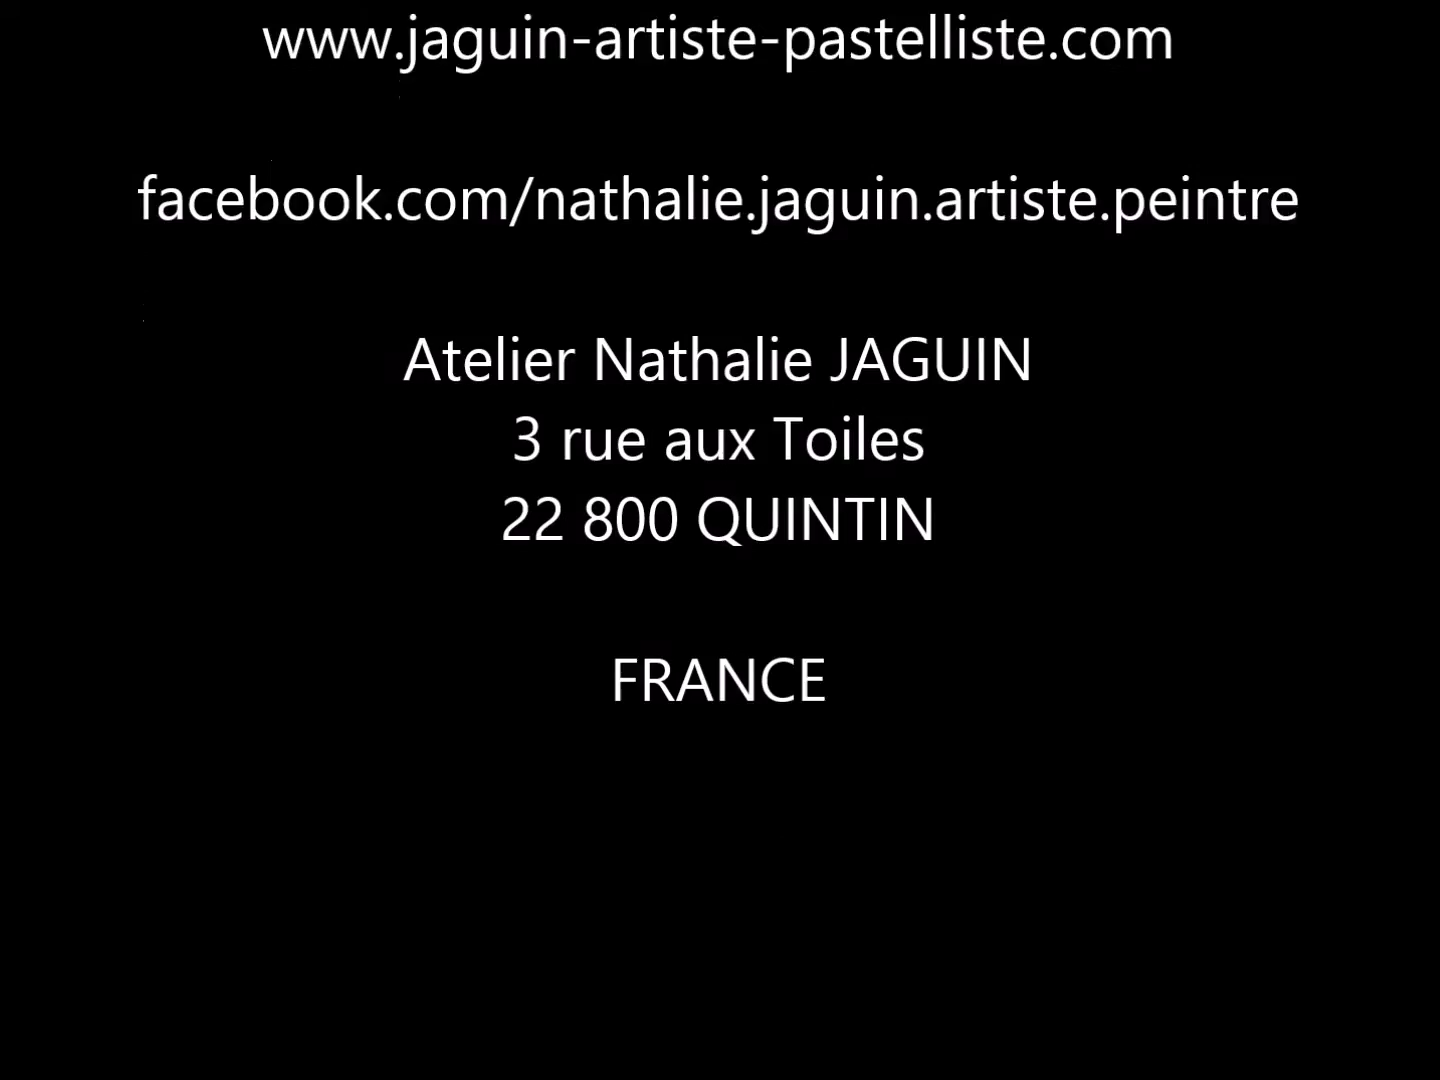 www.jaguin-artiste-pastelliste.com
facebook.com/nathalie.jaguin.artiste.peintre
Atelier Nathalie JAGUIN
3 rue aux Toiles
22 800 QUINTIN
FRANCE